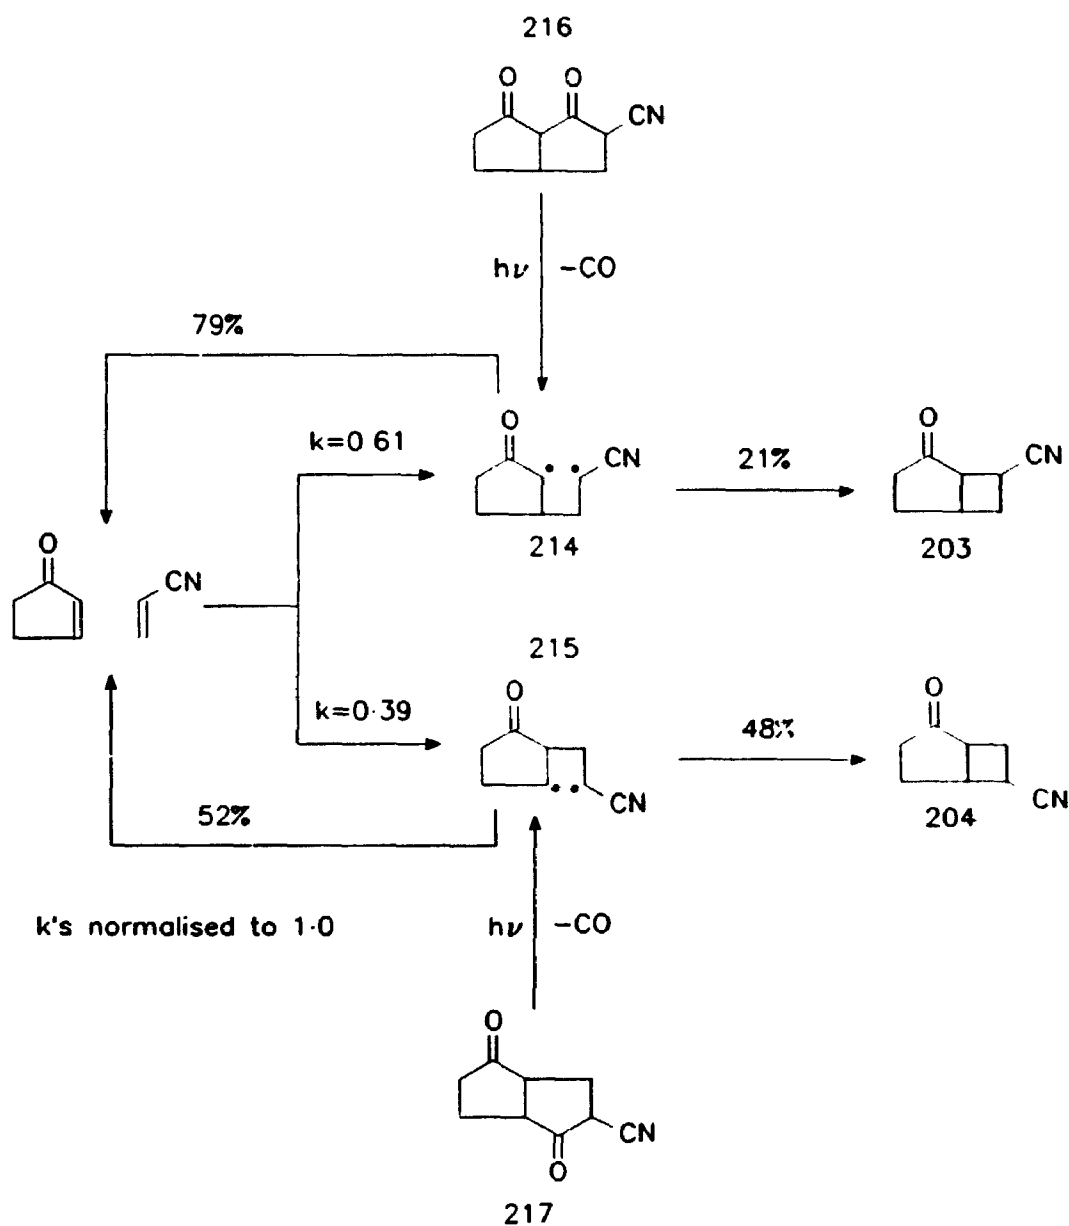 216
O O
CN
hν -CO
79%
O
k=0 61
CN
21%
O
CN
214
203
O
CN
215
O
k=0·39
48%
O
CN
CN
52%
204
k's normalised to 1·0
hν -CO
O
CN
O
217